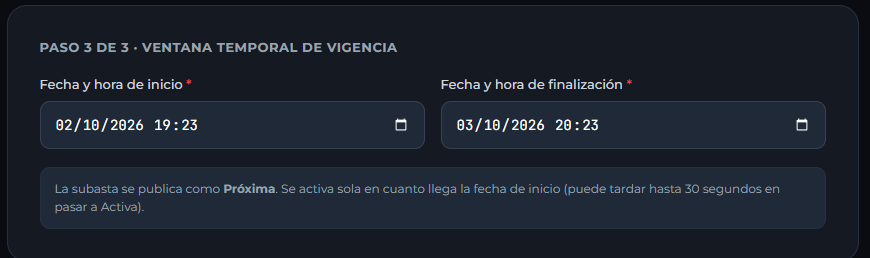 PASO 3 DE 3 · VENTANA TEMPORAL DE VIGENCIA
Fecha y hora de inicio *
Fecha y hora de finalización *
02/10/2026 19:23
03/10/2026 20:23
La subasta se publica como Próxima. Se activa sola en cuanto llega la fecha de inicio (puede tardar hasta 30 segundos en
pasar a Activa).